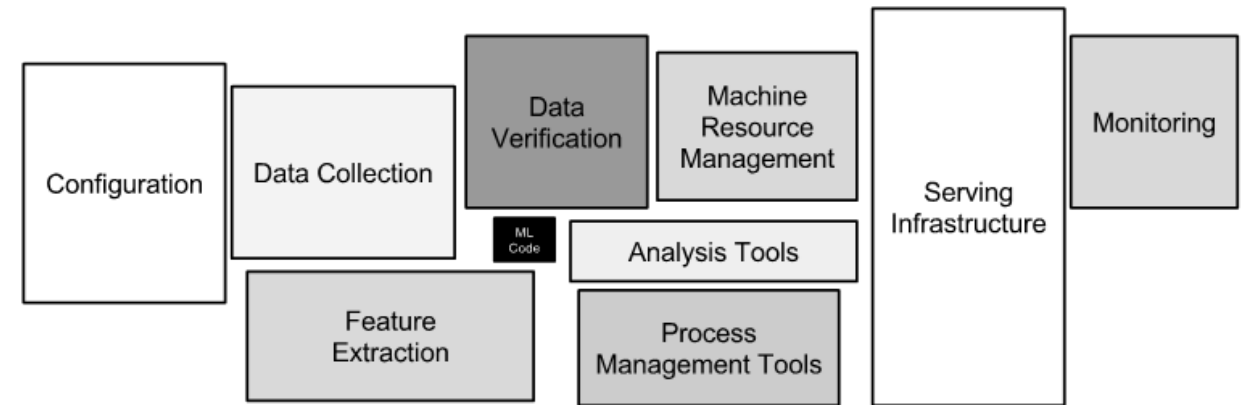 Configuration
Data Collection
Feature
Extraction
Data
Verification
ML
Code
Machine
Resource
Management
Analysis Tools
Process
Management Tools
Serving
Infrastructure
Monitoring